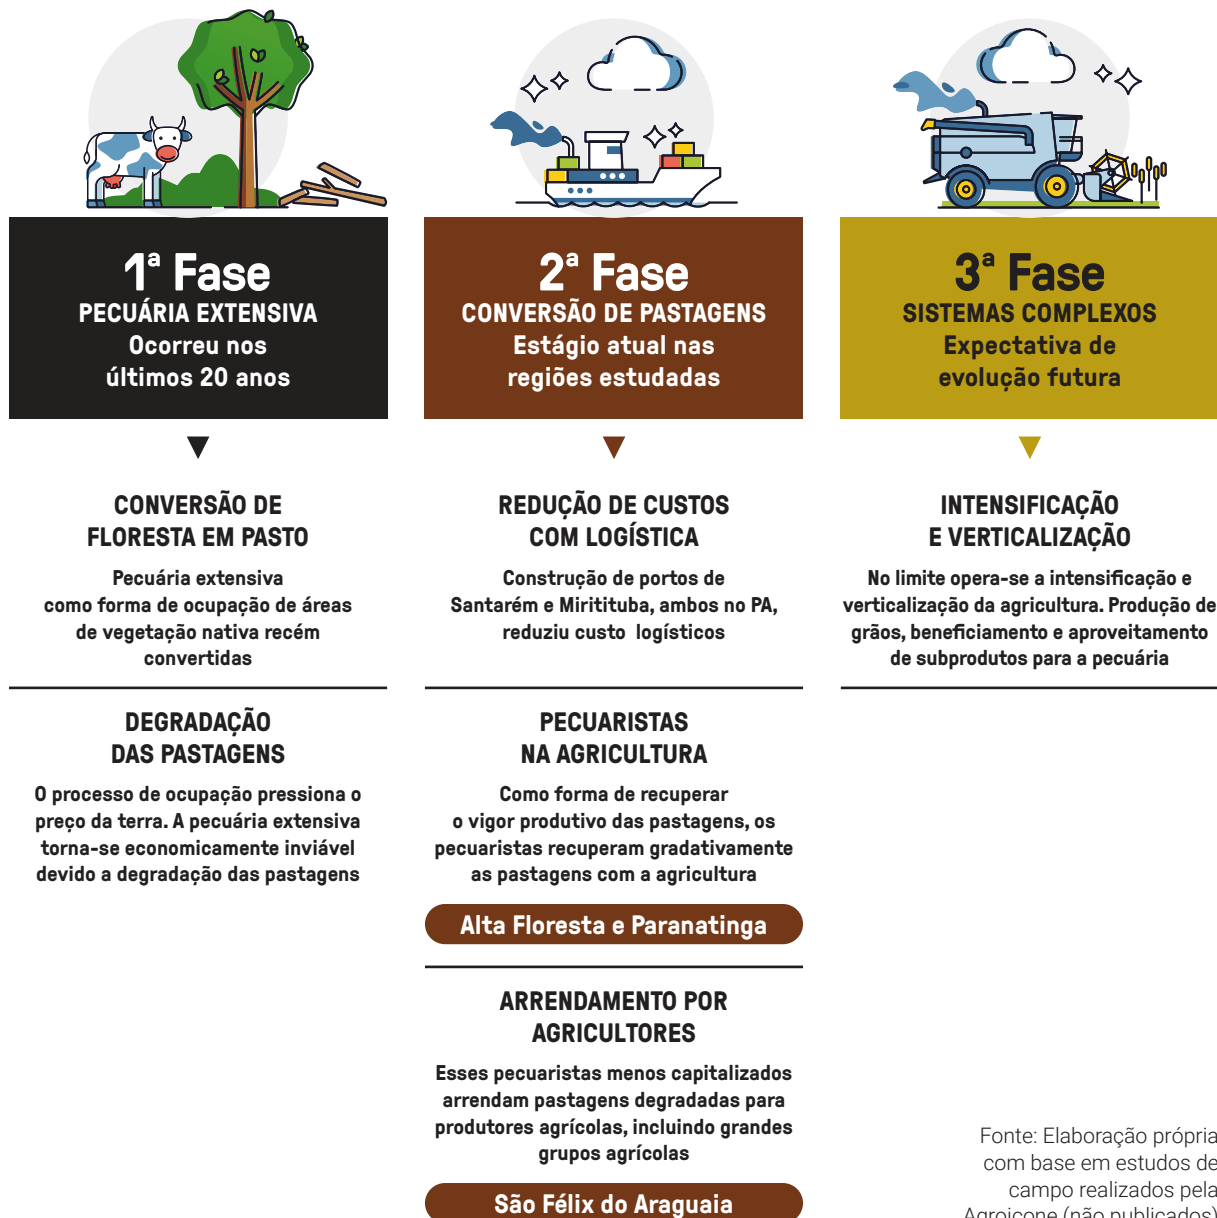 1ª Fase
PECUÁRIA EXTENSIVA
Ocorreu nos
últimos 20 anos
CONVERSÃO DE
FLORESTA EM PASTO
Pecuária extensiva
como forma de ocupação de áreas
de vegetação nativa recém
convertidas
DEGRADAÇÃO
DAS PASTAGENS
O processo de ocupação pressiona o
preço da terra. A pecuária extensiva
torna-se economicamente inviável
devido a degradação das pastagens
2ª Fase
CONVERSÃO DE PASTAGENS
Estágio atual nas
regiões estudadas
REDUÇÃO DE CUSTOS
COM LOGÍSTICA
Construção de portos de
Santarém e Miritituba, ambos no PA,
reduziu custo logísticos
PECUARISTAS
NA AGRICULTURA
Como forma de recuperar
o vigor produtivo das pastagens, os
pecuaristas recuperam gradativamente
as pastagens com a agricultura
Alta Floresta e Paranatinga
ARRENDAMENTO POR
AGRICULTORES
Esses pecuaristas menos capitalizados
arrendam pastagens degradadas para
produtores agrícolas, incluindo grandes
grupos agrícolas
São Félix do Araguaia
3ª Fase
SISTEMAS COMPLEXOS
Expectativa de
evolução futura
INTENSIFICAÇÃO
E VERTICALIZAÇÃO
No limite opera-se a intensificação e
verticalização da agricultura. Produção de
grãos, beneficiamento e aproveitamento
de subprodutos para a pecuária
Fonte: Elaboração própria
com base em estudos de
campo realizados pela
Agroicone (não publicados)